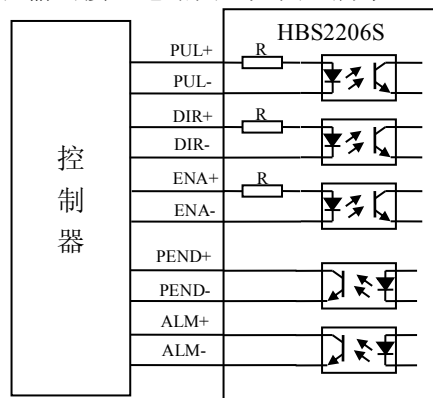 HBS2206S
PUL+
R
PUL-
DIR+
R
DIR-
ENA+
R
ENA-
控
制
器
PEND+
PEND-
ALM+
ALM-